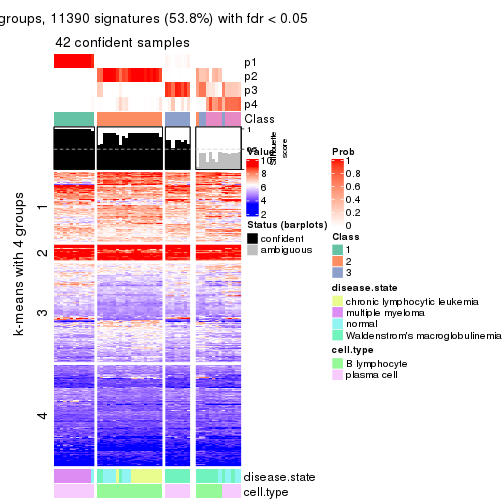 groups, 11390 signatures (53.8%) with fdr < 0.05
42 confident samples
p1
p2
p3
p4
Class
1
Silhouette
score
k-means with 4 groups
1
2
3
4
disease.state
cell.type
Value
10
8
6
4
2
Status (barplots)
confident
ambiguous
Prob
1
0.8
0.6
0.4
0.2
0
Class
1
2
3
disease.state
chronic lymphocytic leukemia
multiple myeloma
normal
Waldenstrom's macroglobulinemia
cell.type
B lymphocyte
plasma cell